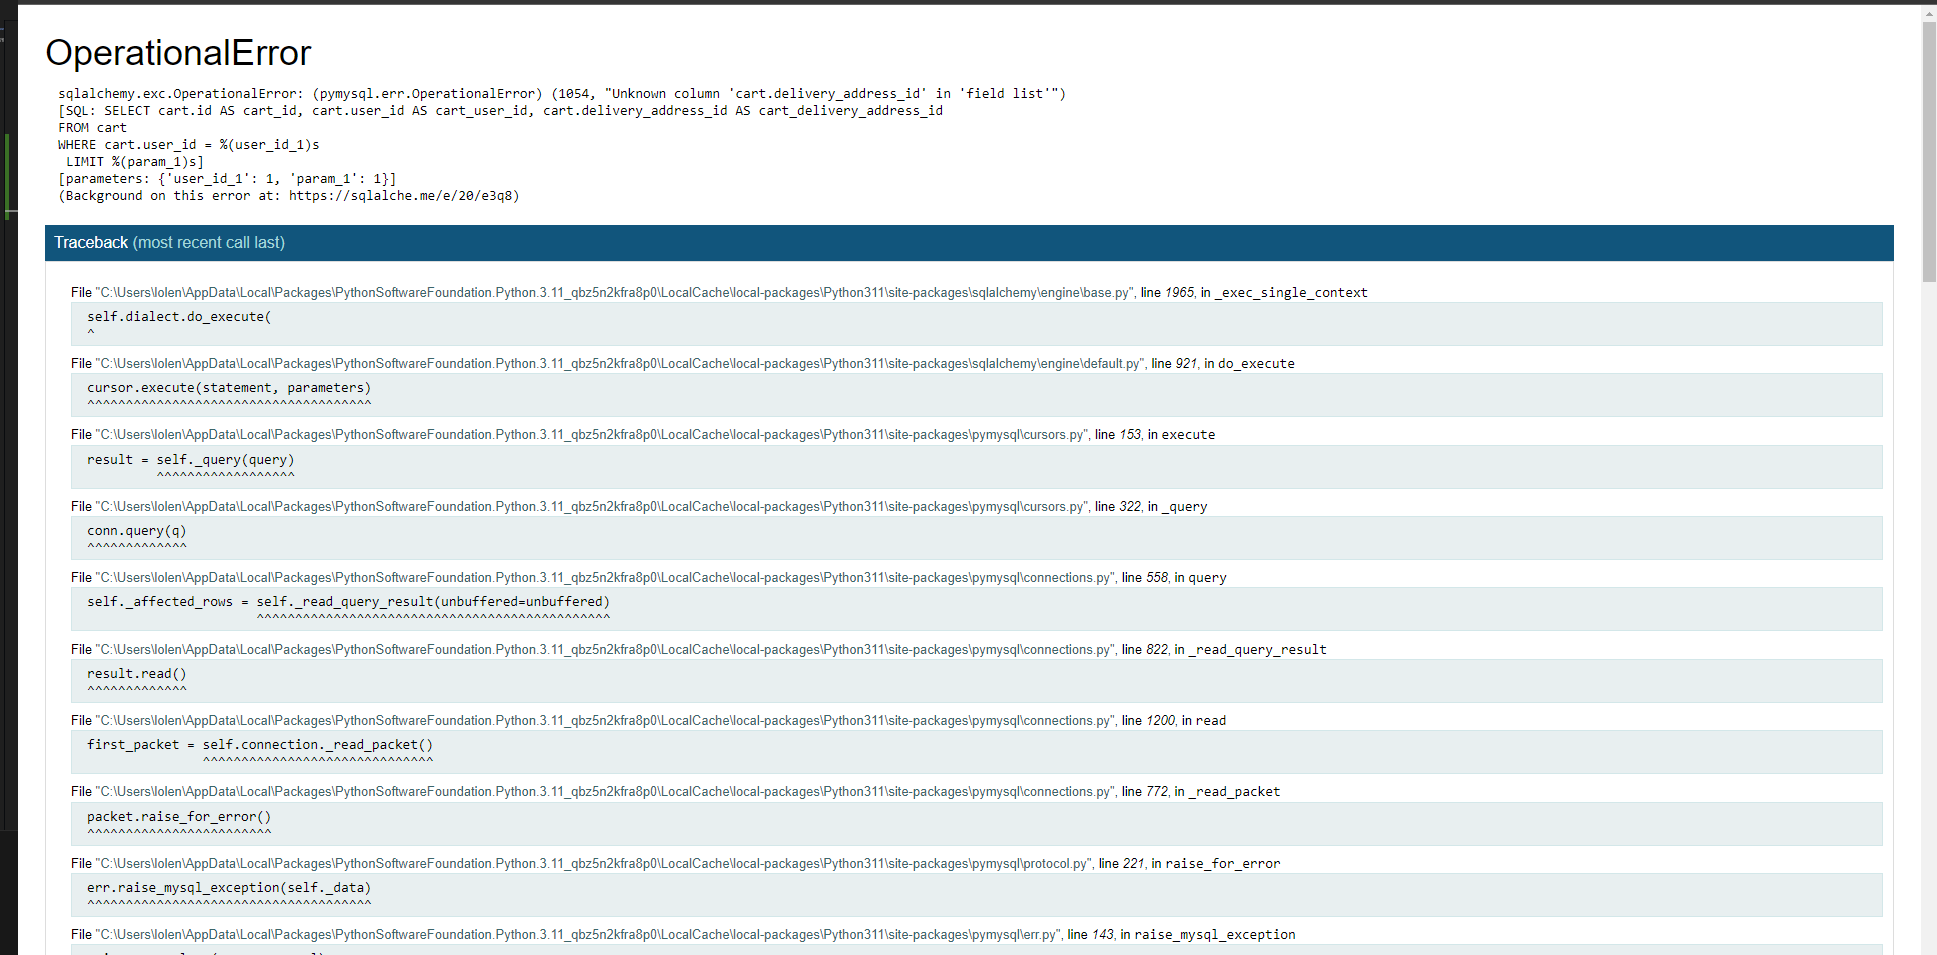 OperationalError
sqlalchemy.exc.OperationalError: (pymysql.err.OperationalError) (1054, "Unknown column 'cart.delivery_address_id' in 'field list'")
[SQL: SELECT cart.id AS cart_id, cart.user_id AS cart_user_id, cart.delivery_address_id AS cart_delivery_address_id
FROM cart
WHERE cart.user_id = %(user_id_1)s
 LIMIT %(param_1)s]
[parameters: {'user_id_1': 1, 'param_1': 1}]
(Background on this error at: https://sqlalche.me/e/20/e3q8)
Traceback (most recent call last)
File "C:\Users\lolen\AppData\Local\Packages\PythonSoftwareFoundation.Python.3.11_qbz5n2kfra8p0\LocalCache\local-packages\Python311\site-packages\sqlalchemy\engine\base.py", line 1965, in _exec_single_context
self.dialect.do_execute(
^
File "C:\Users\lolen\AppData\Local\Packages\PythonSoftwareFoundation.Python.3.11_qbz5n2kfra8p0\LocalCache\local-packages\Python311\site-packages\sqlalchemy\engine\default.py", line 921, in do_execute
cursor.execute(statement, parameters)
^^^^^^^^^^^^^^^^^^^^^^^^^^^^^^^^^^^^^
File "C:\Users\lolen\AppData\Local\Packages\PythonSoftwareFoundation.Python.3.11_qbz5n2kfra8p0\LocalCache\local-packages\Python311\site-packages\pymysql\cursors.py", line 153, in execute
result = self._query(query)
         ^^^^^^^^^^^^^^^^^^
File "C:\Users\lolen\AppData\Local\Packages\PythonSoftwareFoundation.Python.3.11_qbz5n2kfra8p0\LocalCache\local-packages\Python311\site-packages\pymysql\cursors.py", line 322, in _query
conn.query(q)
^^^^^^^^^^^^^
File "C:\Users\lolen\AppData\Local\Packages\PythonSoftwareFoundation.Python.3.11_qbz5n2kfra8p0\LocalCache\local-packages\Python311\site-packages\pymysql\connections.py", line 558, in query
self._affected_rows = self._read_query_result(unbuffered=unbuffered)
                      ^^^^^^^^^^^^^^^^^^^^^^^^^^^^^^^^^^^^^^^^^^^^^^
File "C:\Users\lolen\AppData\Local\Packages\PythonSoftwareFoundation.Python.3.11_qbz5n2kfra8p0\LocalCache\local-packages\Python311\site-packages\pymysql\connections.py", line 822, in _read_query_result
result.read()
^^^^^^^^^^^^^
File "C:\Users\lolen\AppData\Local\Packages\PythonSoftwareFoundation.Python.3.11_qbz5n2kfra8p0\LocalCache\local-packages\Python311\site-packages\pymysql\connections.py", line 1200, in read
first_packet = self.connection._read_packet()
               ^^^^^^^^^^^^^^^^^^^^^^^^^^^^^^
File "C:\Users\lolen\AppData\Local\Packages\PythonSoftwareFoundation.Python.3.11_qbz5n2kfra8p0\LocalCache\local-packages\Python311\site-packages\pymysql\connections.py", line 772, in _read_packet
packet.raise_for_error()
^^^^^^^^^^^^^^^^^^^^^^^^
File "C:\Users\lolen\AppData\Local\Packages\PythonSoftwareFoundation.Python.3.11_qbz5n2kfra8p0\LocalCache\local-packages\Python311\site-packages\pymysql\protocol.py", line 221, in raise_for_error
err.raise_mysql_exception(self._data)
^^^^^^^^^^^^^^^^^^^^^^^^^^^^^^^^^^^^^
File "C:\Users\lolen\AppData\Local\Packages\PythonSoftwareFoundation.Python.3.11_qbz5n2kfra8p0\LocalCache\local-packages\Python311\site-packages\pymysql\err.py", line 143, in raise_mysql_exception